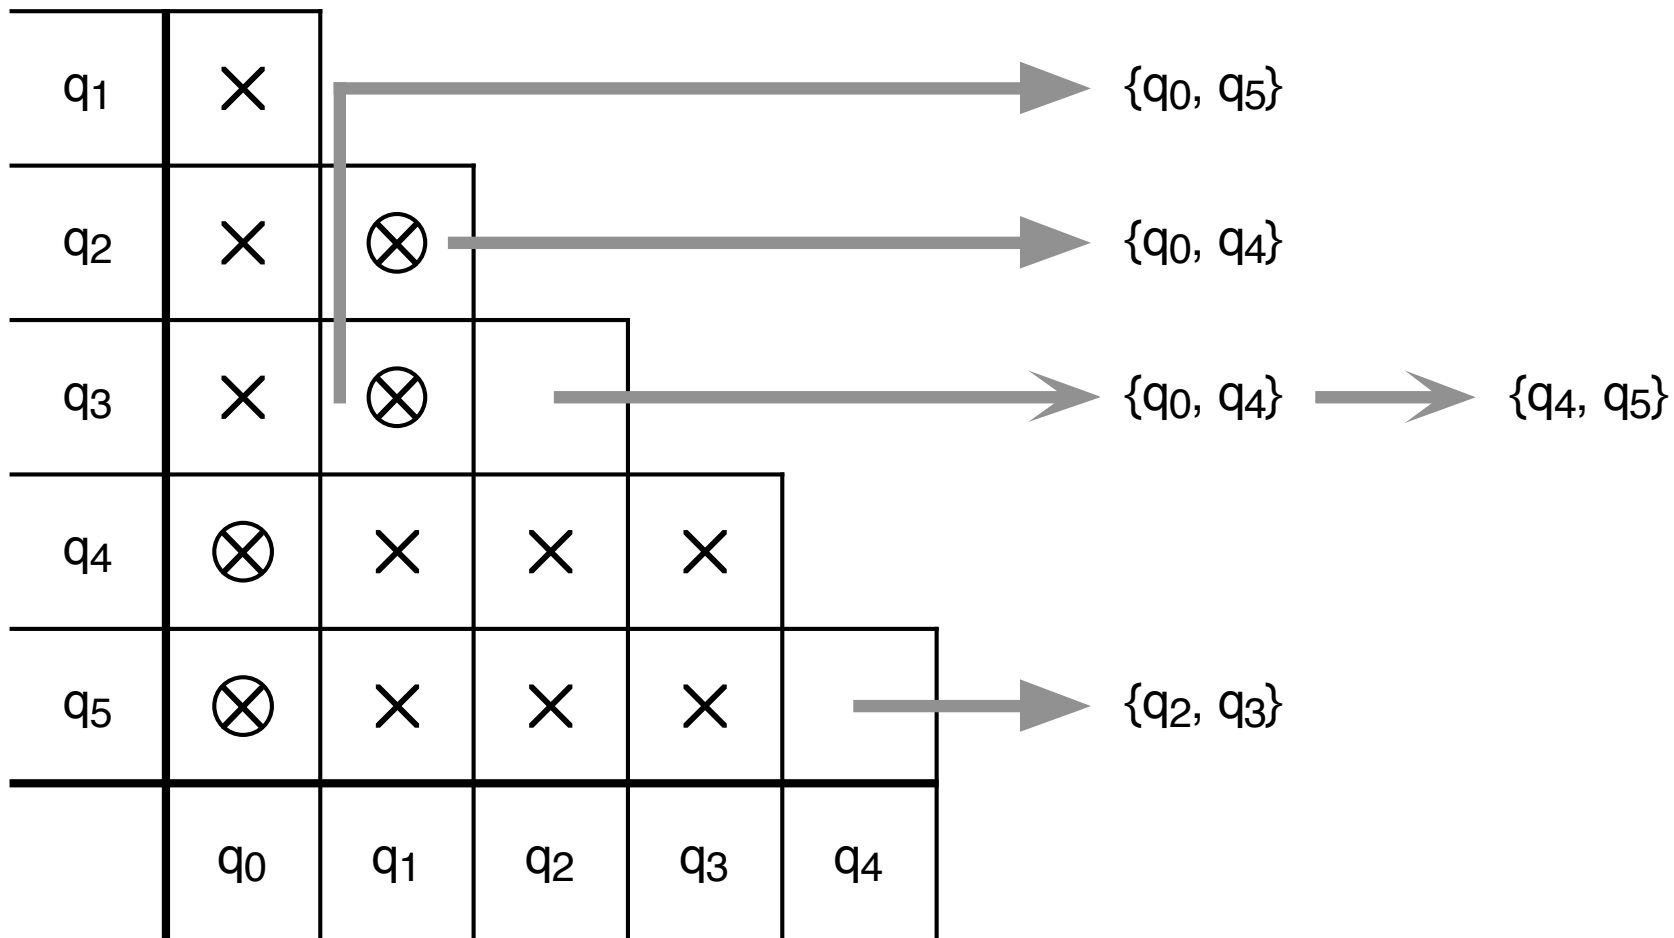 q₁ × {q₀, q₅}
q₂ × ⊗ {q₀, q₄}
q₃ × ⊗ {q₀, q₄} {q₄, q₅}
q₄ ⊗ × × ×
q₅ ⊗ × × × {q₂, q₃}
q₀ q₁ q₂ q₃ q₄